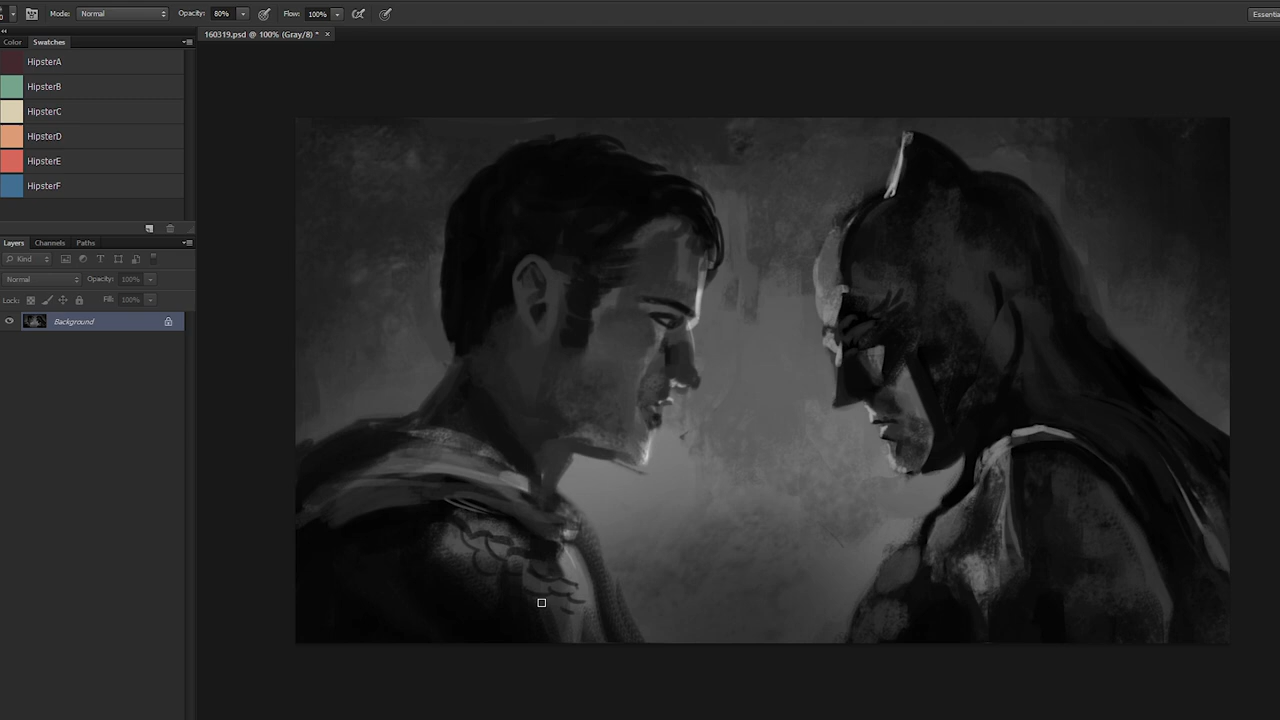 Mode: Normal Opacity: 80% Flow: 100% Essentia
160319.psd @ 100% (Gray/8) * ×
Color Swatches
HipsterA
HipsterB
HipsterC
HipsterD
HipsterE
HipsterF
Layers Channels Paths
Kind
Normal Opacity: 100%
Lock: Fill: 100%
Background